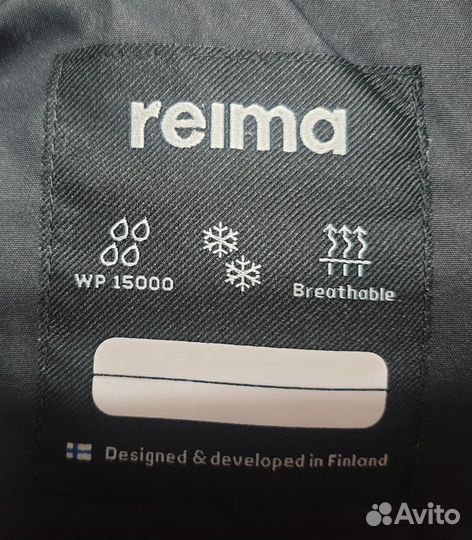 reima
WP 15000
Breathable
Designed & developed in Finland
Avito